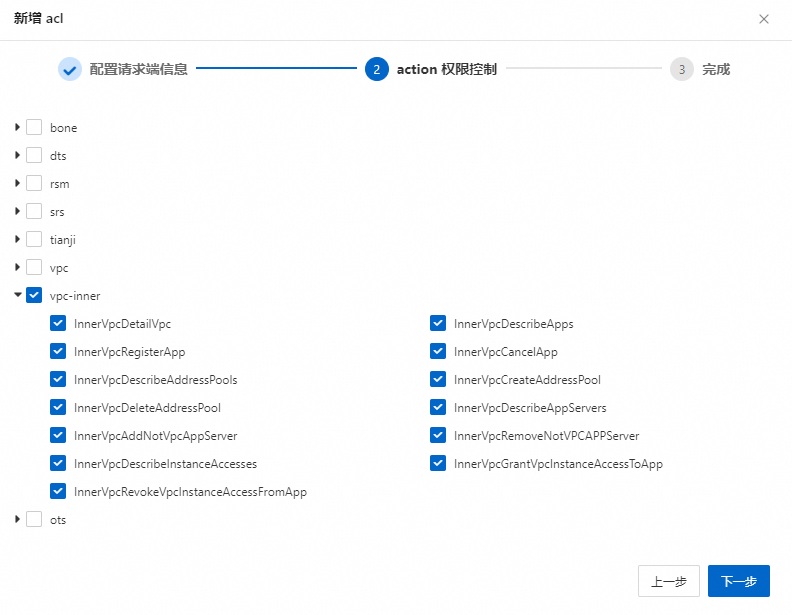 新增 acl
配置请求端信息
2 action 权限控制
3 完成
bone
dts
rsm
srs
tianji
vpc
vpc-inner
InnerVpcDetailVpc InnerVpcDescribeApps
InnerVpcRegisterApp InnerVpcCancelApp
InnerVpcDescribeAddressPools InnerVpcCreateAddressPool
InnerVpcDeleteAddressPool InnerVpcDescribeAppServers
InnerVpcAddNotVpcAppServer InnerVpcRemoveNotVPCAPPServer
InnerVpcDescribeInstanceAccesses InnerVpcGrantVpcInstanceAccessToApp
InnerVpcRevokeVpcInstanceAccessFromApp
ots
上一步 下一步